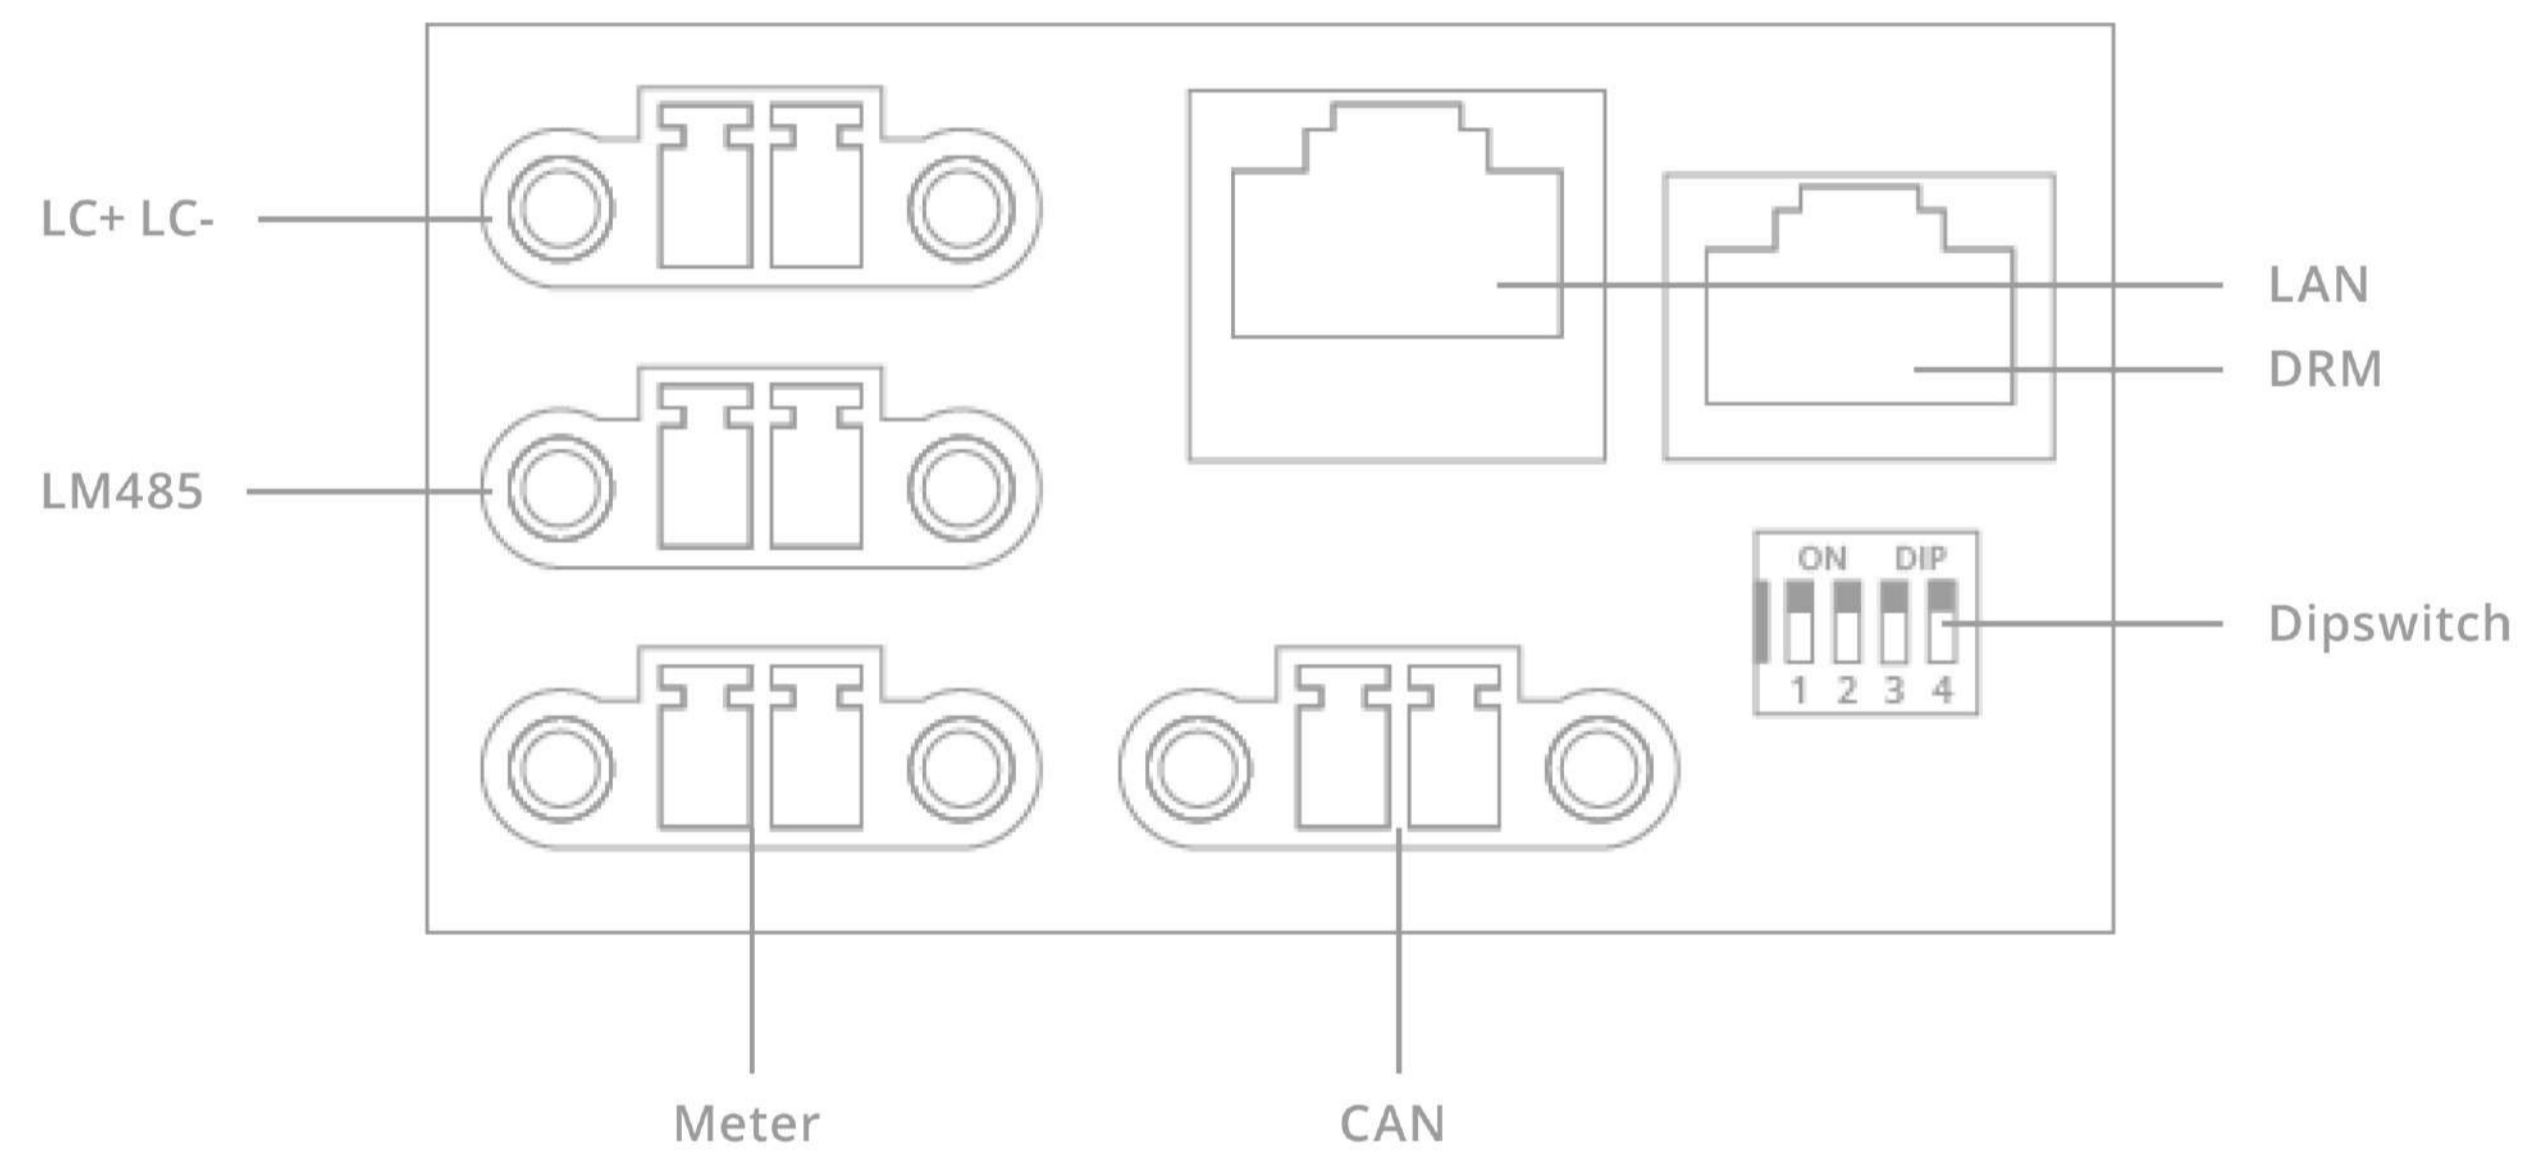 LC+ LC-
LAN
DRM
LM485
ON DIP
1 2 3 4
Dipswitch
Meter
CAN